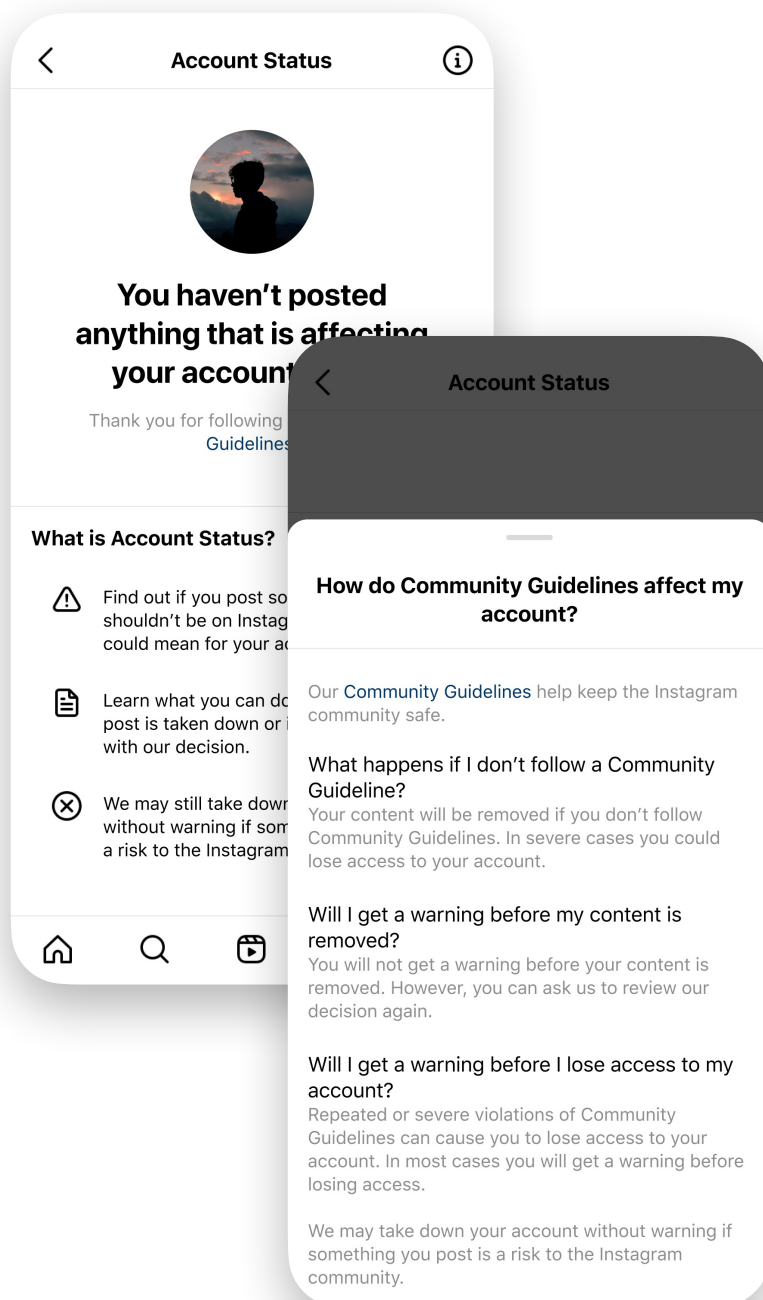 Account Status
You haven’t posted
anything that is affecting
your account
Thank you for following
Guidelines
What is Account Status?
Find out if you post
shouldn’t be on
could mean for your
Learn what you can
post is taken down or
with our decision.
We may still take down
without warning if
a risk to the Instagram
Account Status
How do Community Guidelines affect my
account?
Our Community Guidelines help keep the Instagram
community safe.
What happens if I don’t follow a Community
Guideline?
Your content will be removed if you don’t follow
Community Guidelines. In severe cases you could
lose access to your account.
Will I get a warning before my content is
removed?
You will not get a warning before your content is
removed. However, you can ask us to review our
decision again.
Will I get a warning before I lose access to my
account?
Repeated or severe violations of Community
Guidelines can cause you to lose access to your
account. In most cases you will get a warning before
losing access.
We may take down your account without warning if
something you post is a risk to the Instagram
community.